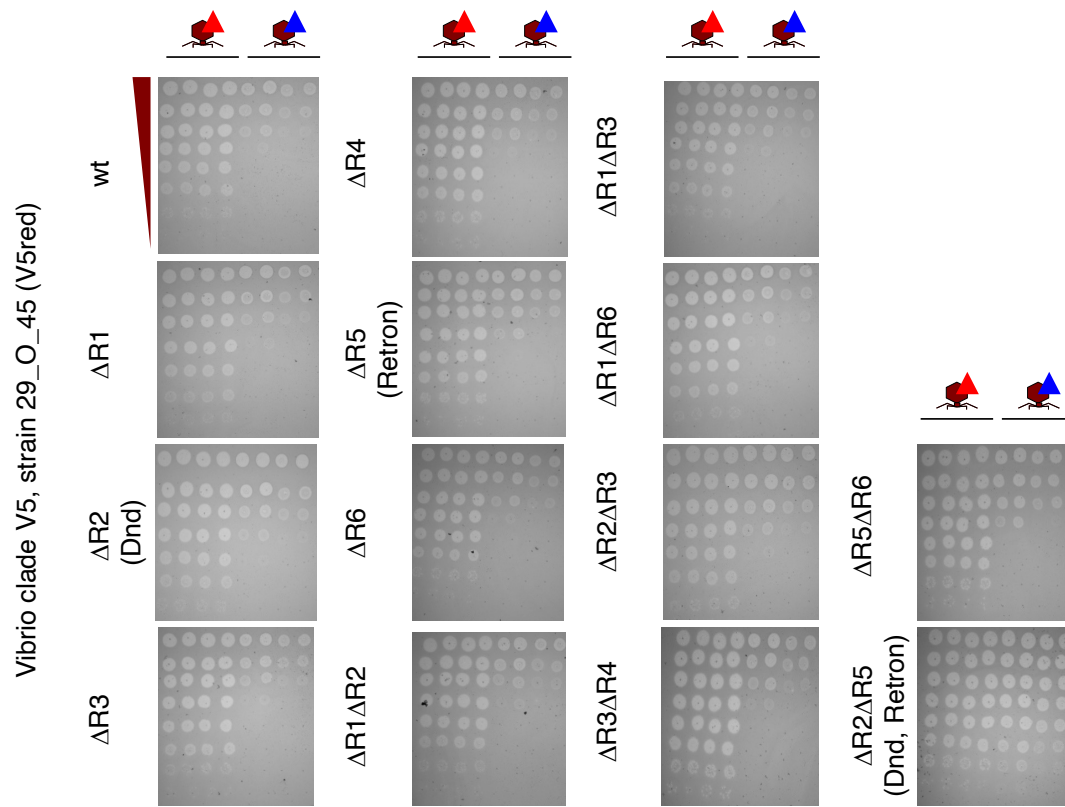 Vibrio clade V5, strain 29_O_45 (V5red)
wt
ΔR1
ΔR2
(Dnd)
ΔR3
ΔR4
ΔR5
(Retron)
ΔR6
ΔR1ΔR2
ΔR1ΔR3
ΔR1ΔR6
ΔR2ΔR3
ΔR3ΔR4
ΔR5ΔR6
ΔR2ΔR5
(Dnd, Retron)